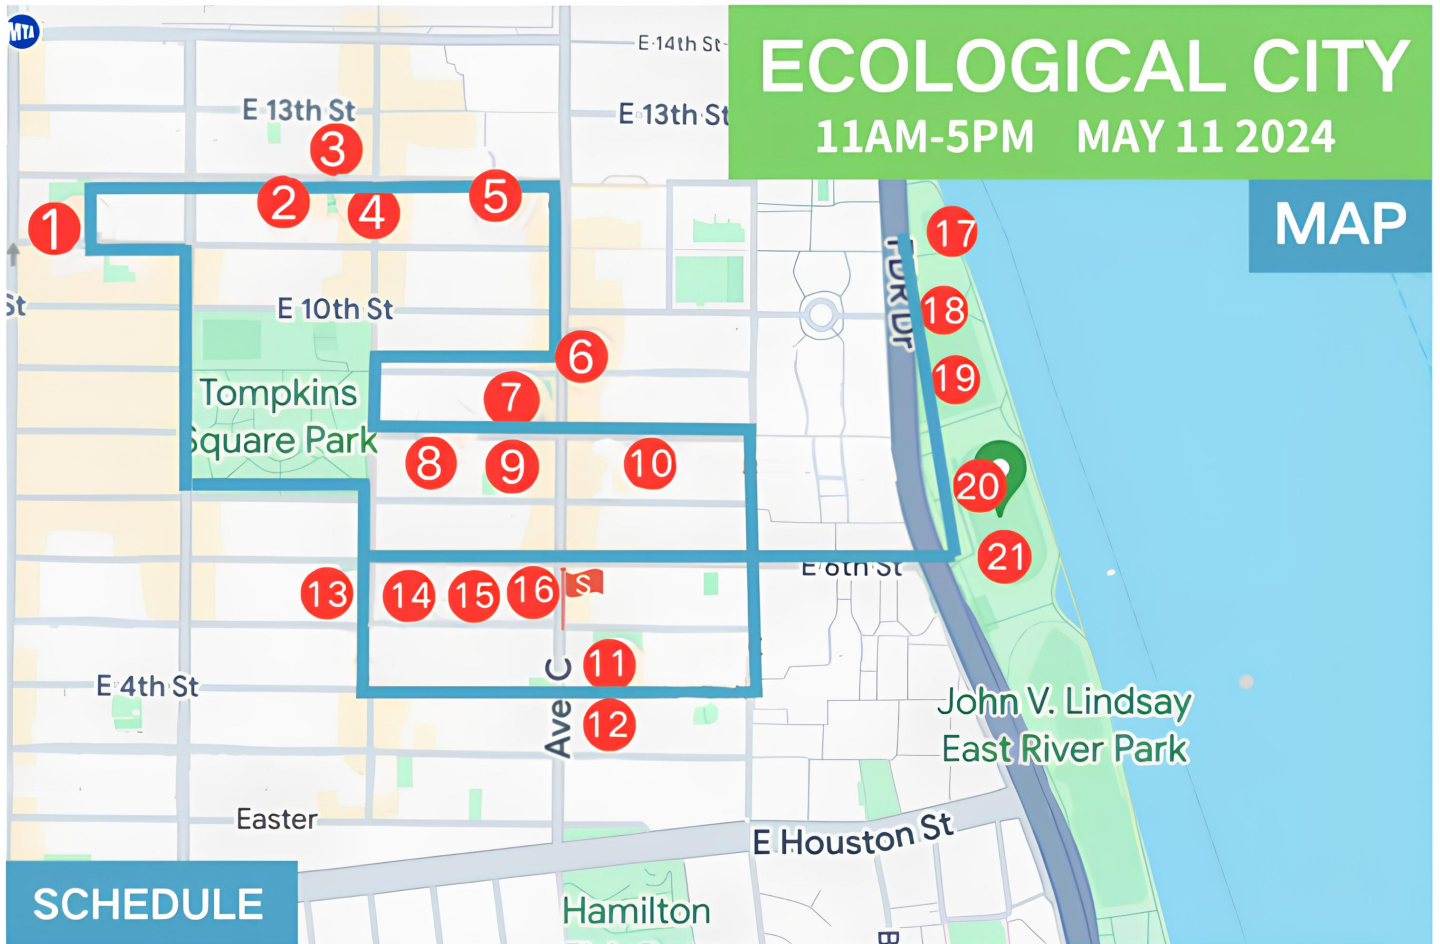 MTA
E 14th St
ECOLOGICAL CITY
11AM-5PM MAY 11 2024
E 13th St
E 13th St
3
2
4
5
1
MAP
17
FDR Dr
18
St
E 10th St
6
19
7
Tompkins
Square Park
8
9
10
20
21
E 6th St
13
14
15
16
S
11
Ave C
12
E 4th St
John V. Lindsay
East River Park
Easter
E Houston St
SCHEDULE
Hamilton